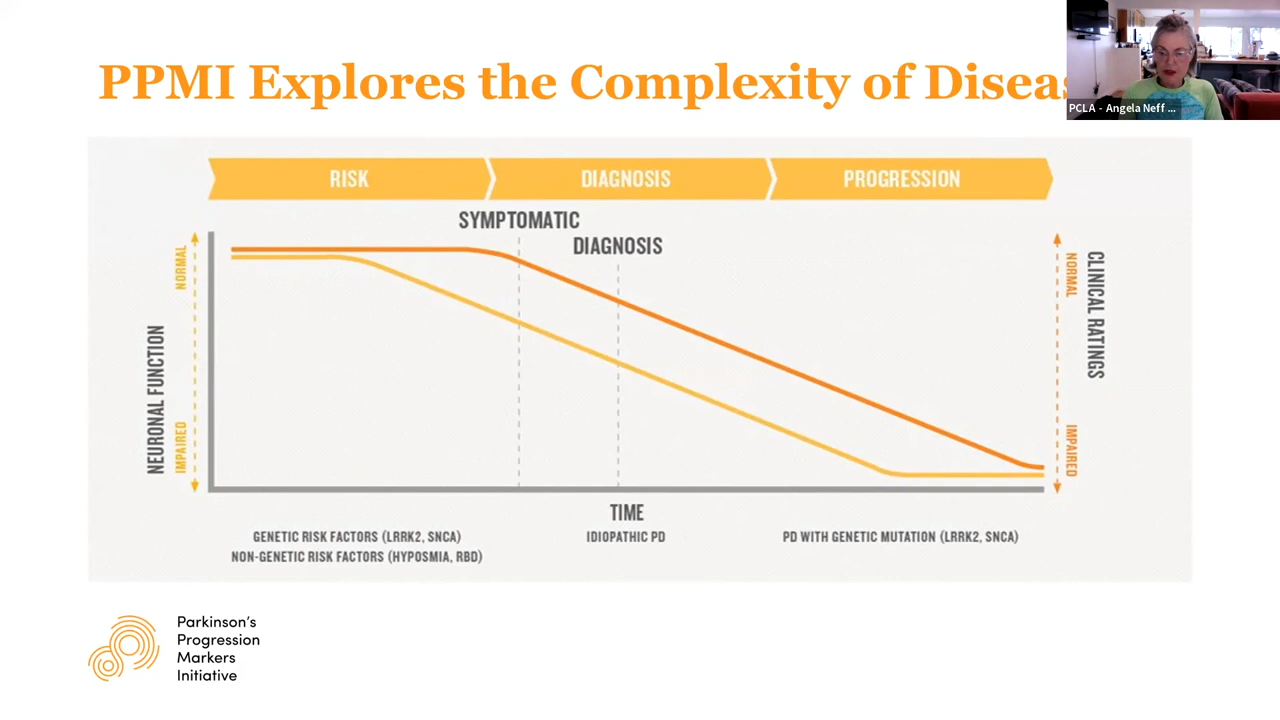 PPMI Explores the Complexity of
PCLA - Angela Neff ...
RISK
DIAGNOSIS
PROGRESSION
SYMPTOMATIC
DIAGNOSIS
NORMAL
IMPAIRED
NEURONAL FUNCTION
NORMAL
IMPAIRED
CLINICAL RATINGS
TIME
GENETIC RISK FACTORS (LRRK2, SNCA)
NON-GENETIC RISK FACTORS (HYPOSMIA, RBD)
IDIOPATHIC PD
PD WITH GENETIC MUTATION (LRRK2, SNCA)
Parkinson's
Progression
Markers
Initiative